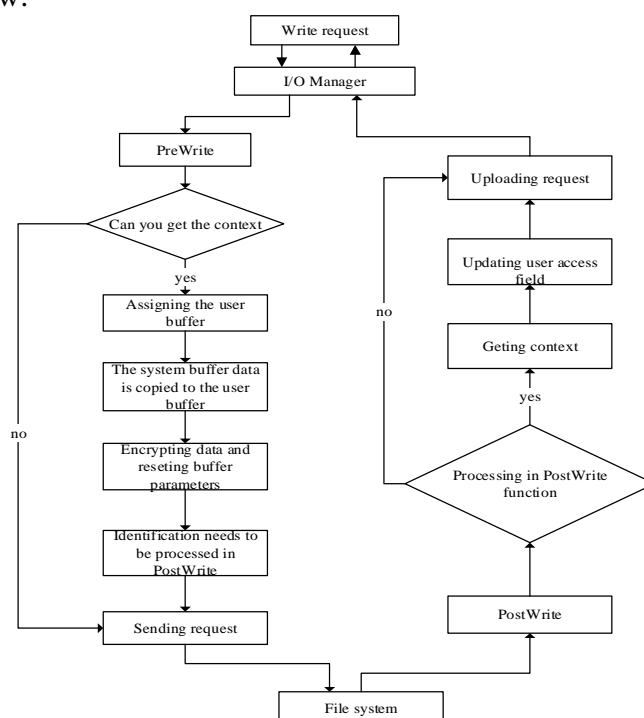 w:
Write request
I/O Manager
PreWrite
Can you get the context
yes
Assigning the user
buffer
The system buffer data
is copied to the user
buffer
no
Encrypting data and
reseting buffer
parameters
Identification needs to
be processed in
PostWrite
Sending request
File system
Uploading request
Updating user access
field
no
Geting context
yes
Processing in PostWrite
function
PostWrite